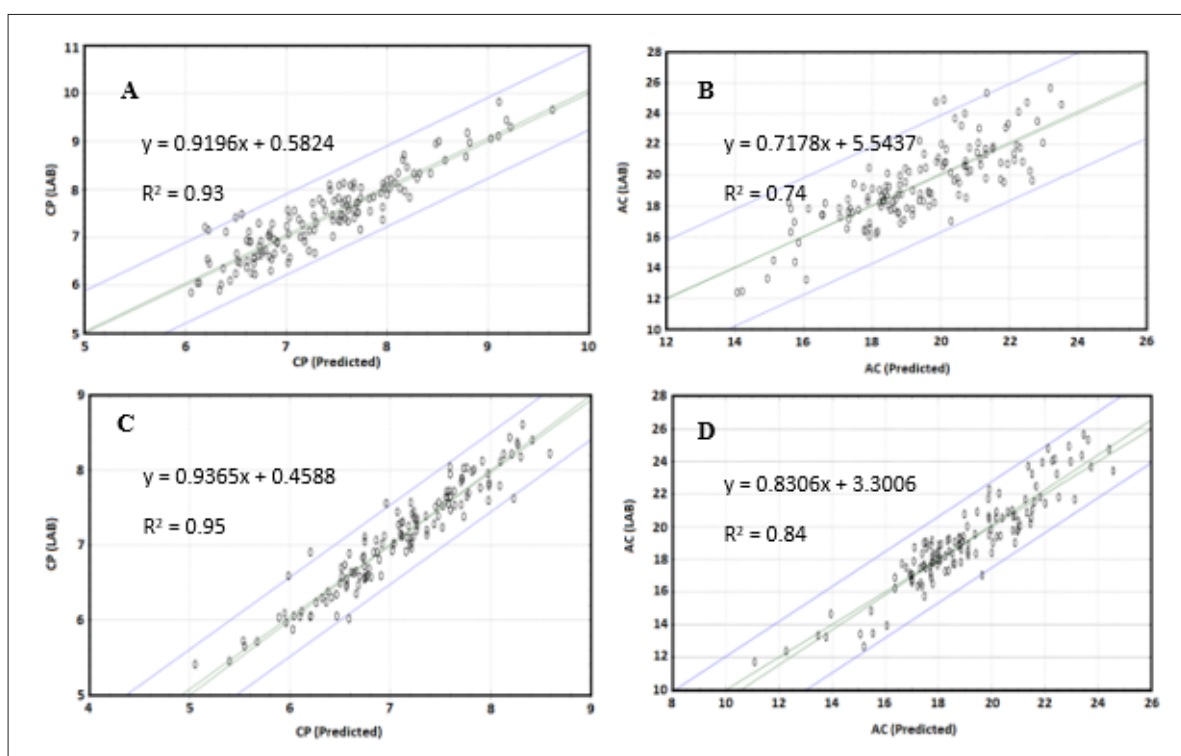 A
y = 0.9196x + 0.5824
R² = 0.93
CP (LAB)
11
10
9
8
7
6
5
5 6 7 8 9 10
CP (Predicted)
B
y = 0.7178x + 5.5437
R² = 0.74
AC (LAB)
28
26
24
22
20
18
16
14
12
10
12 14 16 18 20 22 24 26
AC (Predicted)
C
y = 0.9365x + 0.4588
R² = 0.95
CP (LAB)
9
8
7
6
5
4 5 6 7 8 9
CP (Predicted)
D
y = 0.8306x + 3.3006
R² = 0.84
AC (LAB)
28
26
24
22
20
18
16
14
12
10
8 10 12 14 16 18 20 22 24 26
AC (Predicted)